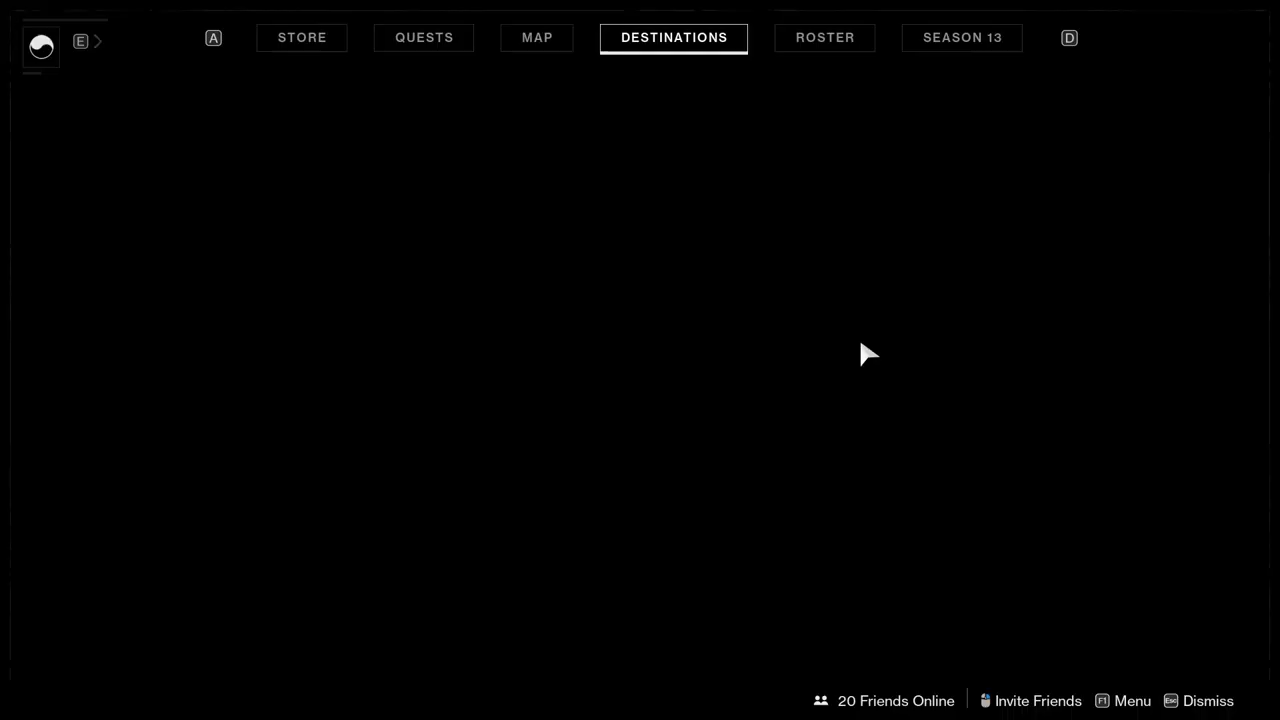 E
A STORE QUESTS MAP DESTINATIONS ROSTER SEASON 13 D
20 Friends Online Invite Friends F1 Menu Esc Dismiss